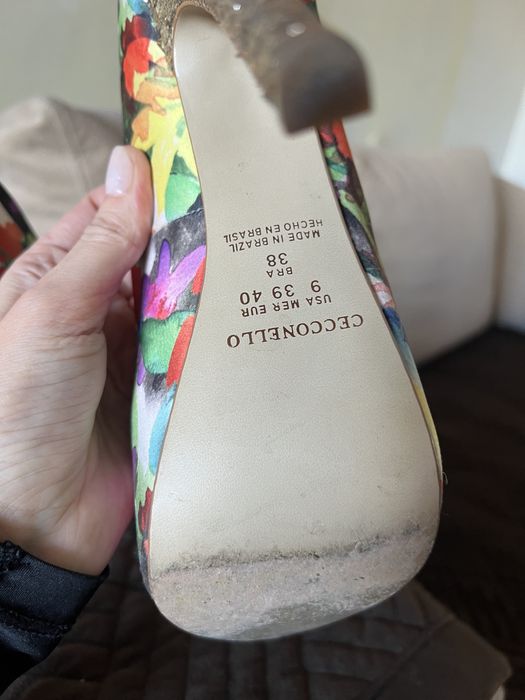 CECCONELLO
USA MER EUR
9 39 40
BRA
38
MADE IN BRAZIL
HECHO EN BRASIL